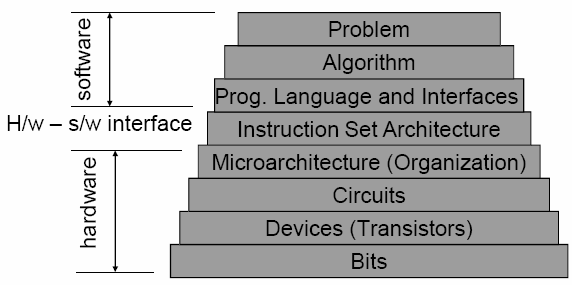 software
H/w – s/w interface
hardware
Problem
Algorithm
Prog. Language and Interfaces
Instruction Set Architecture
Microarchitecture (Organization)
Circuits
Devices (Transistors)
Bits